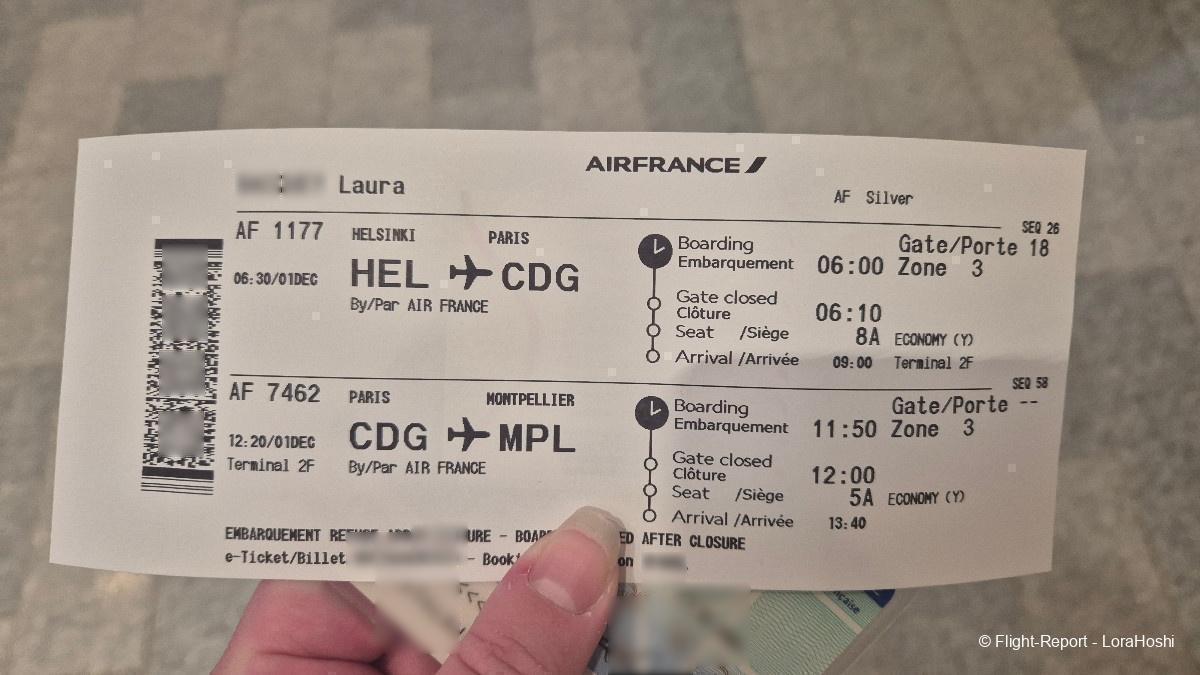 AIRFRANCE
Laura
AF Silver
SEQ 26
AF 1177 HELSINKI PARIS
Boarding
Embarquement 06:00
Gate/Porte 18
Zone 3
06:30/01DEC HEL CDG
By/Par AIR FRANCE
Gate closed
Clôture 06:10
Seat /Siège 8A ECONOMY (Y)
Arrival /Arrivée 09:00 Terminal 2F
SEQ 58
AF 7462 PARIS MONTPELLIER
Boarding
Embarquement 11:50
Gate/Porte --
Zone 3
12:20/01DEC CDG MPL
Terminal 2F By/Par AIR FRANCE
Gate closed
Clôture 12:00
Seat /Siège 5A ECONOMY (Y)
Arrival /Arrivée 13:40
EMBARQUEMENT - AFTER CLOSURE
e-Ticket/Billet -
© Flight-Report - LoraHoshi